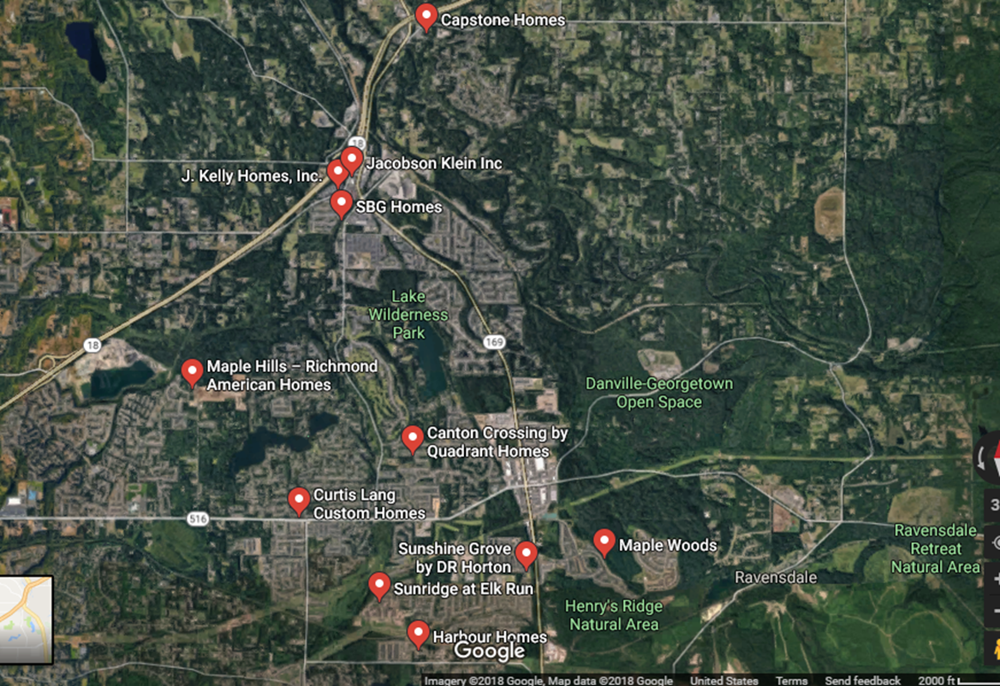 Capstone Homes
18
Jacobson Klein Inc
J. Kelly Homes, Inc.
SBG Homes
Lake
Wilderness
Park
18
169
Maple Hills – Richmond
American Homes
Danville-Georgetown
Open Space
Canton Crossing by
Quadrant Homes
Curtis Lang
Custom Homes
516
3
Ravensdale
Retreat
Natural Area
Sunshine Grove
by DR Horton
Maple Woods
Ravensdale
Sunridge at Elk Run
Henry's Ridge
Natural Area
Harbour Homes
Google
Imagery ©2018 Google, Map data ©2018 Google United States Terms Send feedback 2000 ft